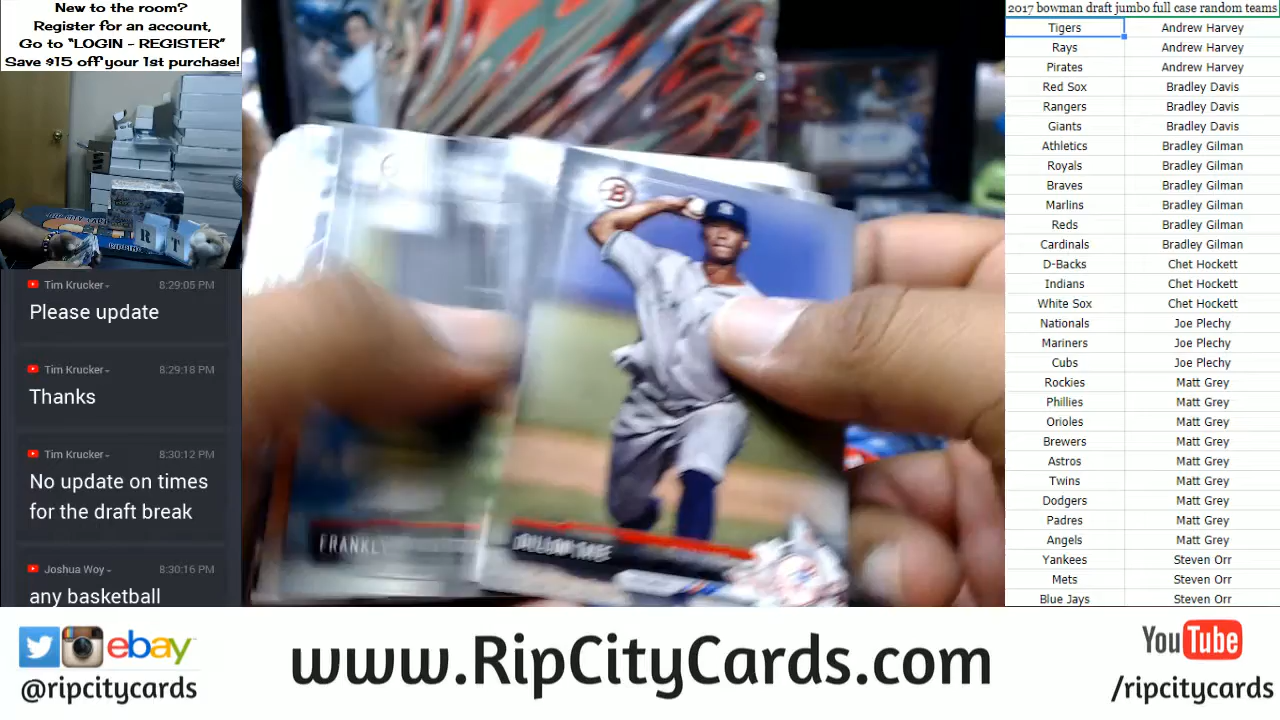 New to the room?
Register for an account,
Go to "LOGIN - REGISTER"
Save $15 off your 1st purchase!
Tim Krucker 8:29:05 PM
Please update
Tim Krucker 8:29:18 PM
Thanks
Tim Krucker 8:30:12 PM
No update on times
for the draft break
Joshua Woy 8:30:16 PM
any basketball
R T
B
FRANKL
2017 bowman draft jumbo full case random teams
Tigers Andrew Harvey
Rays Andrew Harvey
Pirates Andrew Harvey
Red Sox Bradley Davis
Rangers Bradley Davis
Giants Bradley Davis
Athletics Bradley Gilman
Royals Bradley Gilman
Braves Bradley Gilman
Marlins Bradley Gilman
Reds Bradley Gilman
Cardinals Bradley Gilman
D-Backs Chet Hockett
Indians Chet Hockett
White Sox Chet Hockett
Nationals Joe Plechy
Mariners Joe Plechy
Cubs Joe Plechy
Rockies Matt Grey
Phillies Matt Grey
Orioles Matt Grey
Brewers Matt Grey
Astros Matt Grey
Twins Matt Grey
Dodgers Matt Grey
Padres Matt Grey
Angels Matt Grey
Yankees Steven Orr
Mets Steven Orr
Blue Jays Steven Orr
ebay
@ripcitycards
www.RipCityCards.com
YouTube
/ripcitycards